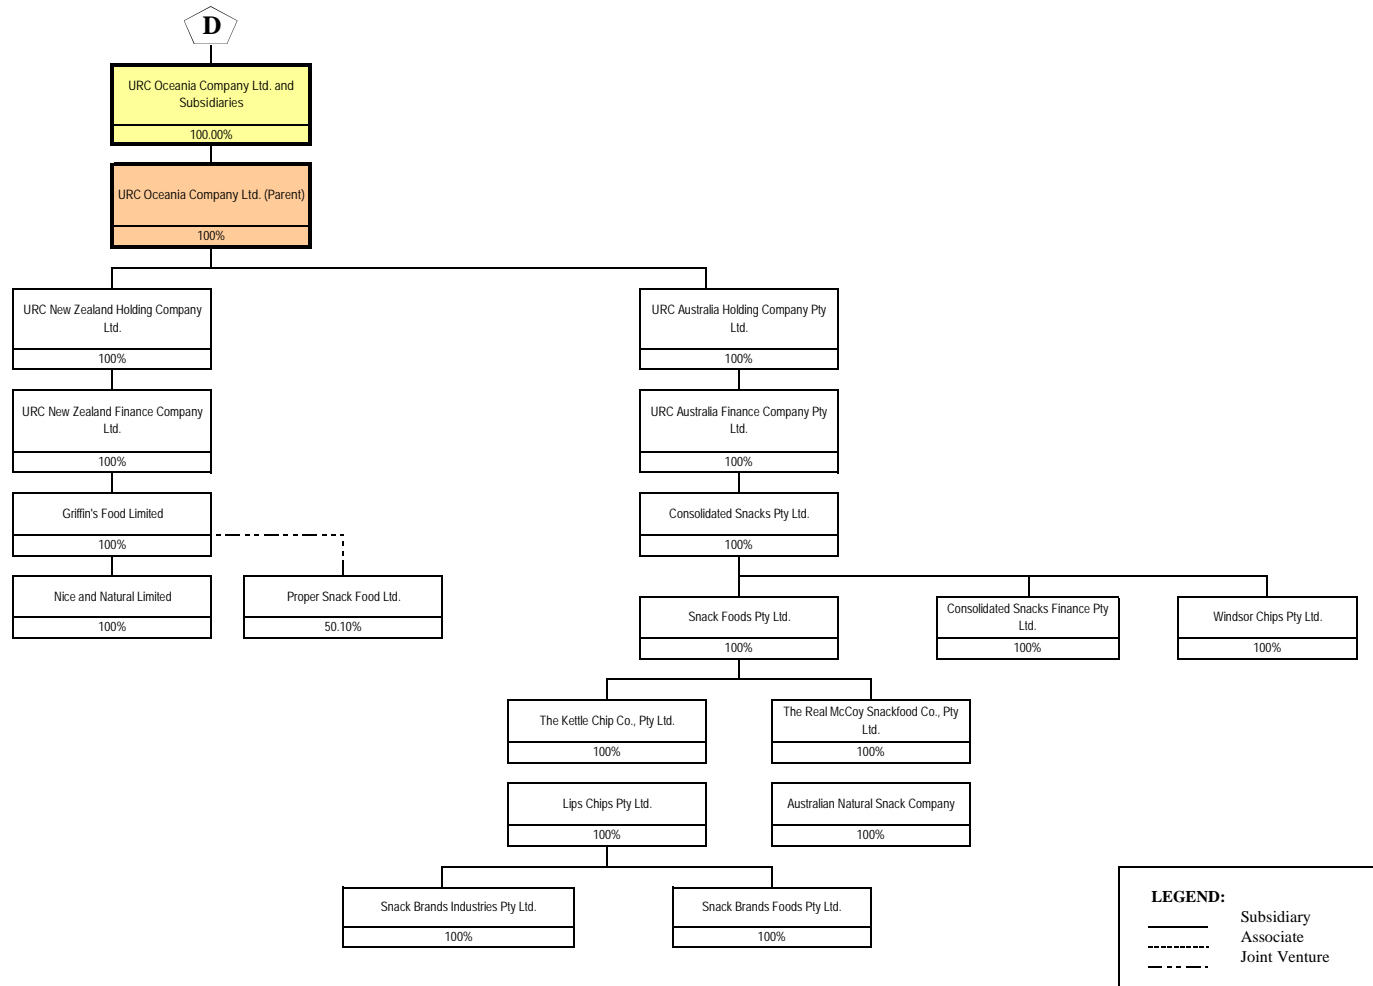 D
URC Oceania Company Ltd. and
Subsidiaries
100.00%
URC Oceania Company Ltd. (Parent)
100%
URC New Zealand Holding Company
Ltd.
100%
URC Australia Holding Company Pty
Ltd.
100%
URC New Zealand Finance Company
Ltd.
100%
URC Australia Finance Company Pty
Ltd.
100%
Griffin's Food Limited
100%
Consolidated Snacks Pty Ltd.
100%
Nice and Natural Limited
100%
Proper Snack Food Ltd.
50.10%
Snack Foods Pty Ltd.
100%
Consolidated Snacks Finance Pty
Ltd.
100%
Windsor Chips Pty Ltd.
100%
The Kettle Chip Co., Pty Ltd.
100%
The Real McCoy Snackfood Co., Pty
Ltd.
100%
Lips Chips Pty Ltd.
100%
Australian Natural Snack Company
100%
Snack Brands Industries Pty Ltd.
100%
Snack Brands Foods Pty Ltd.
100%
LEGEND:
Subsidiary
Associate
Joint Venture